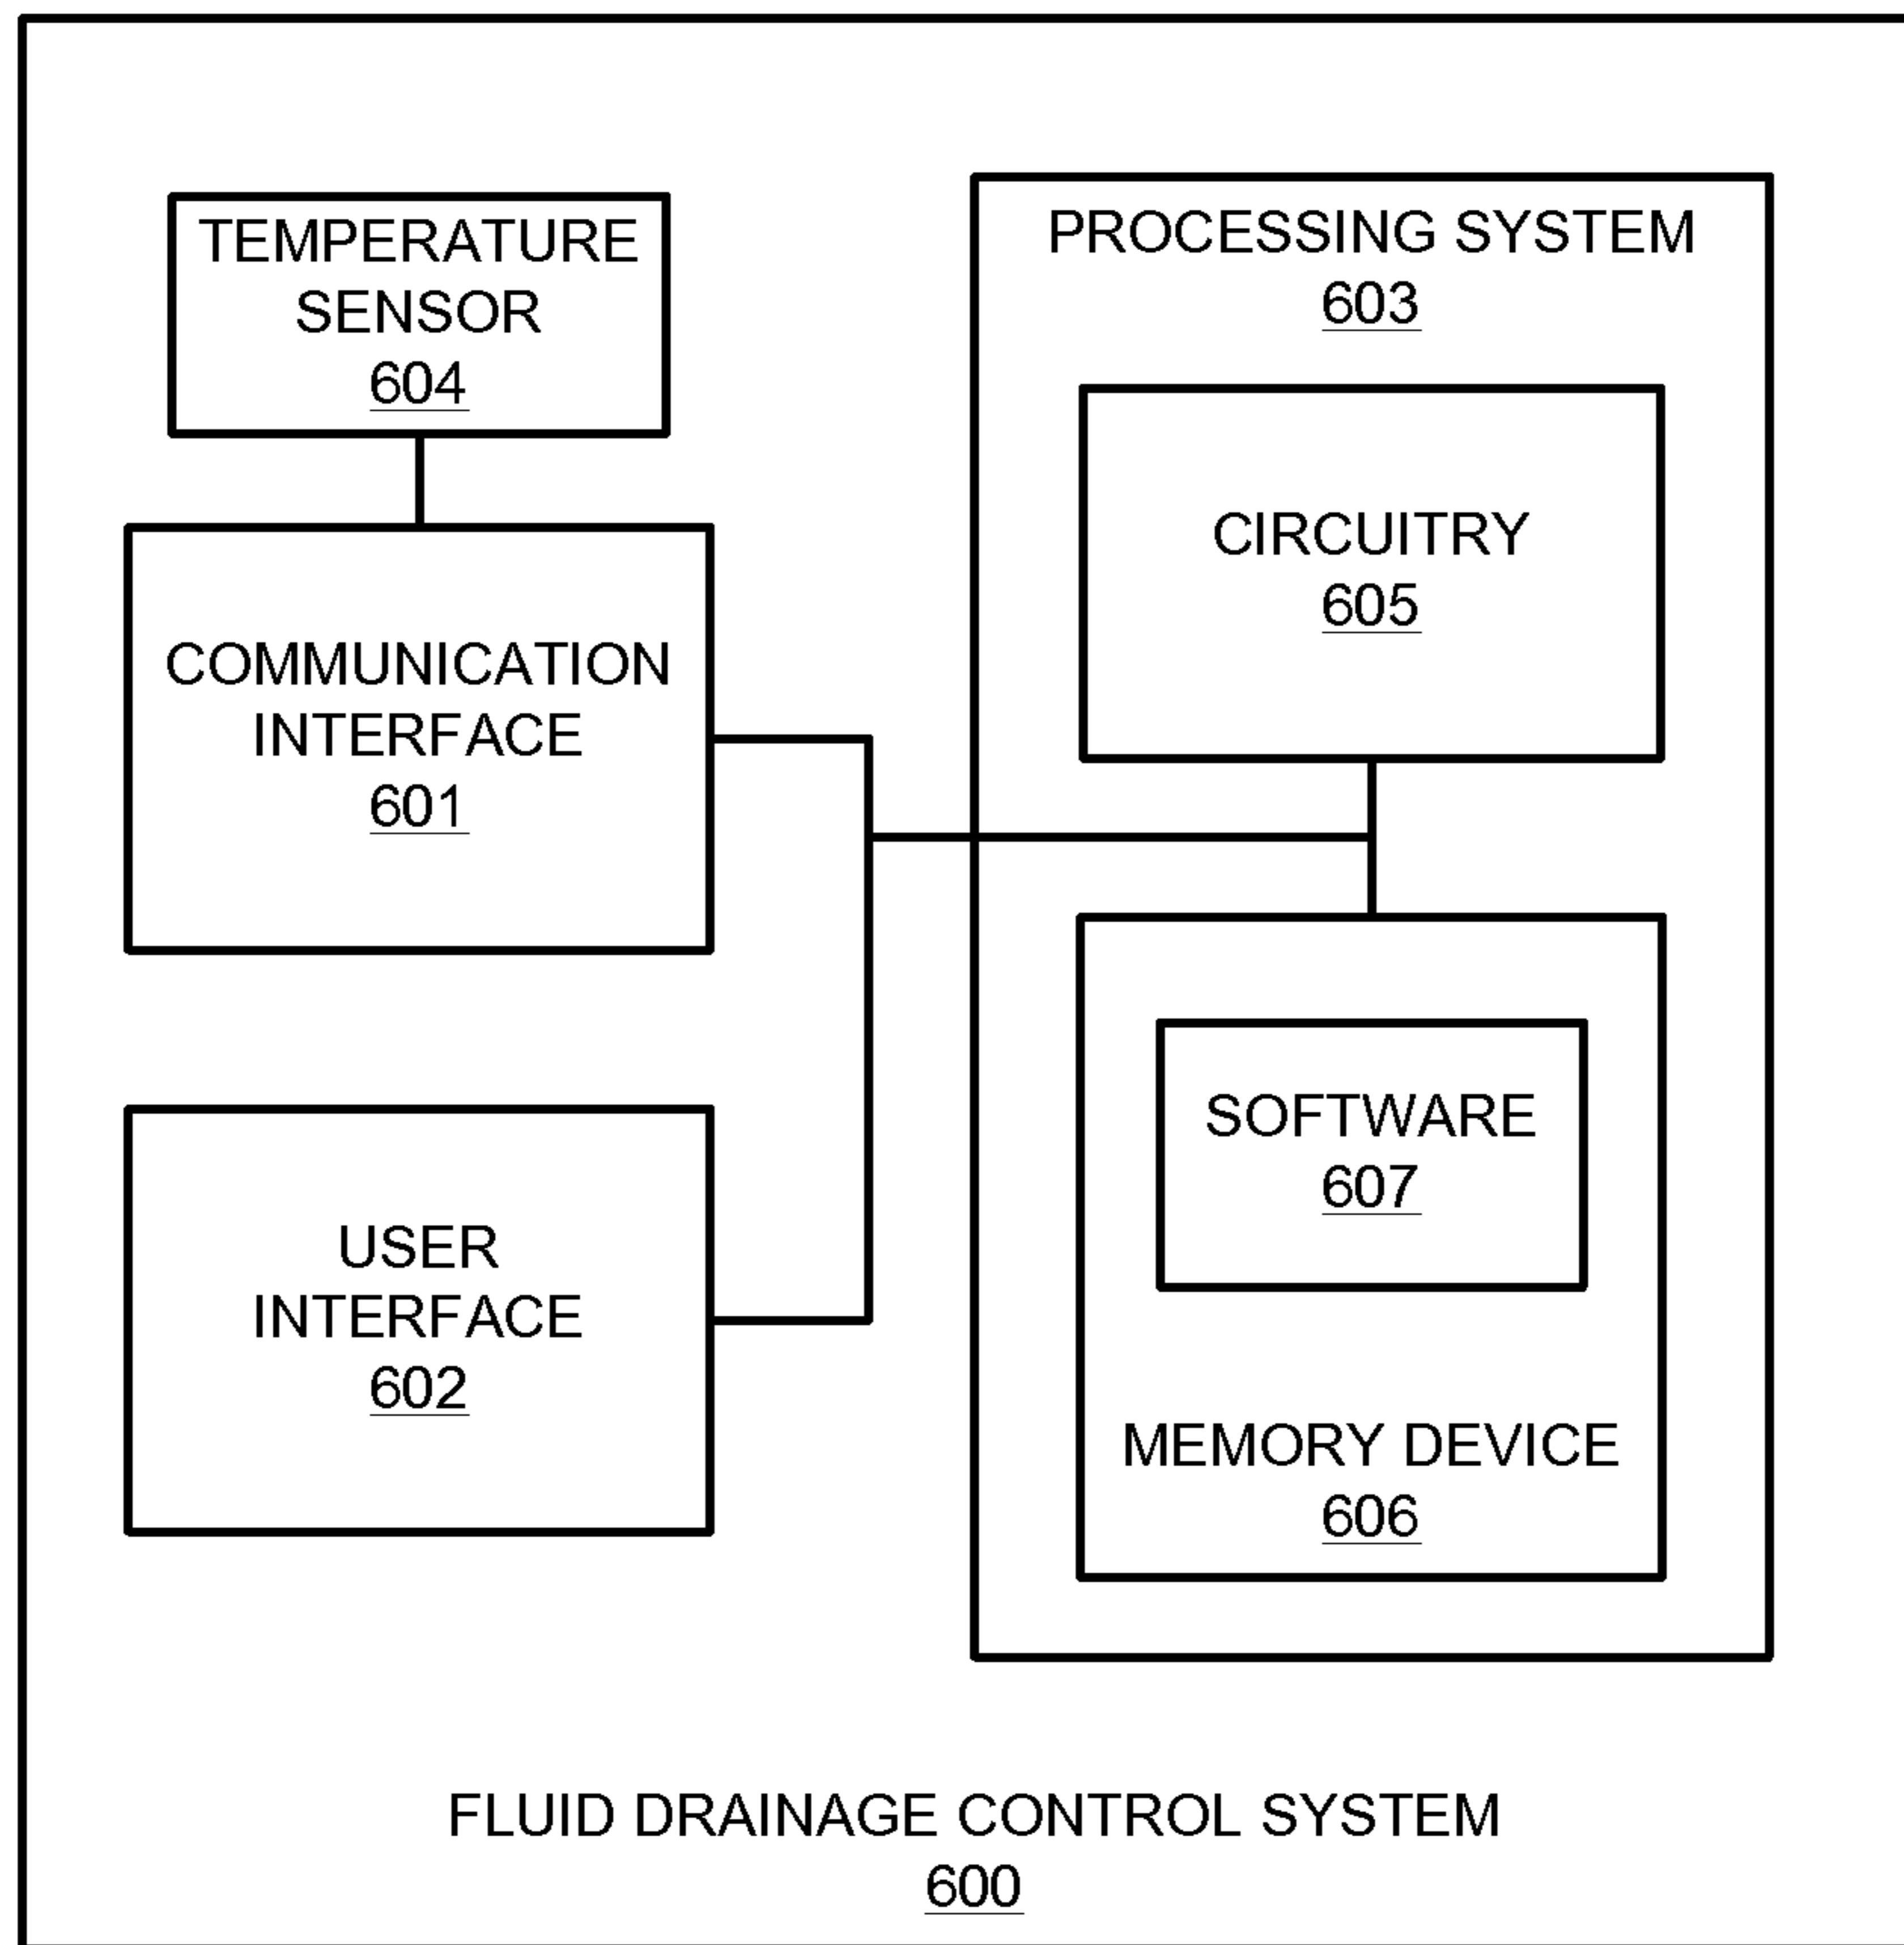 TEMPERATURE
SENSOR
604
COMMUNICATION
INTERFACE
601
USER
INTERFACE
602
PROCESSING SYSTEM
603
CIRCUITRY
605
SOFTWARE
607
MEMORY DEVICE
606
FLUID DRAINAGE CONTROL SYSTEM
600